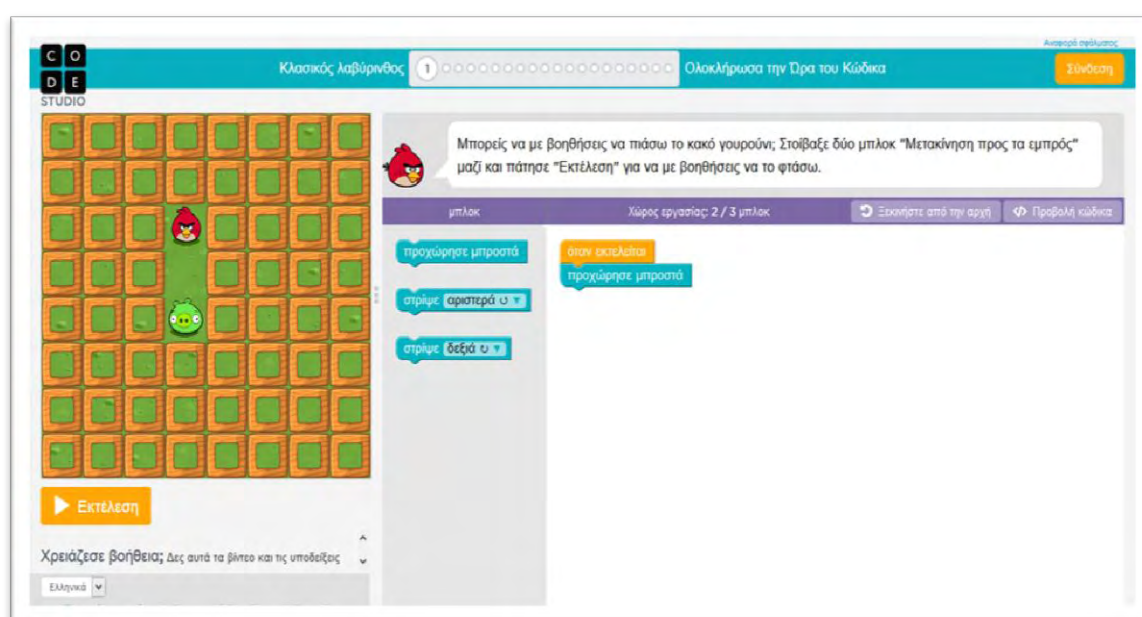 Αναφορά σφάλματος
C O
D E
STUDIO
Κλασικός λαβύρινθος 1 Ολοκλήρωσα την Ώρα του Κώδικα Σύνδεση
Μπορείς να με βοηθήσεις να πιάσω το κακό γουρούνι; Στοίβαξε δύο μπλοκ "Μετακίνηση προς τα εμπρός"
μαζί και πάτησε "Εκτέλεση" για να με βοηθήσεις να το φτάσω.
μπλοκ Χώρος εργασίας: 2 / 3 μπλοκ Ξεκινήστε από την αρχή Προβολή κώδικα
προχώρησε μπροστά
στρίψε αριστερά
στρίψε δεξιά
όταν εκτελείται
προχώρησε μπροστά
Εκτέλεση
Χρειάζεσε βοήθεια; Δες αυτά τα βίντεο και τις υποδείξεις
Ελληνικά